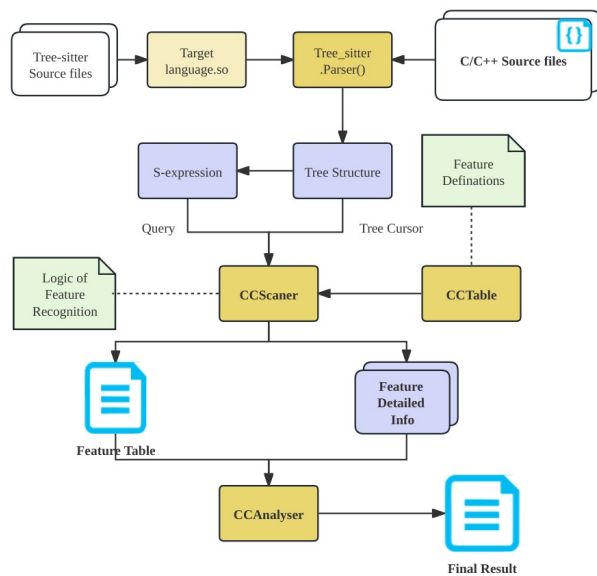 Tree-sitter
Source files
Target
language.so
Tree_sitter
.Parser()
{}
C/C++ Source files
S-expression
Tree Structure
Feature
Definations
Query
Tree Cursor
Logic of
Feature
Recognition
CCScaner
CCTable
Feature
Detailed
Info
Feature Table
CCAnalyser
Final Result